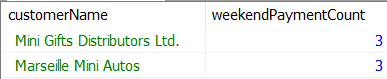 customerName weekendPaymentCount
Mini Gifts Distributors Ltd. 3
Marseille Mini Autos 3